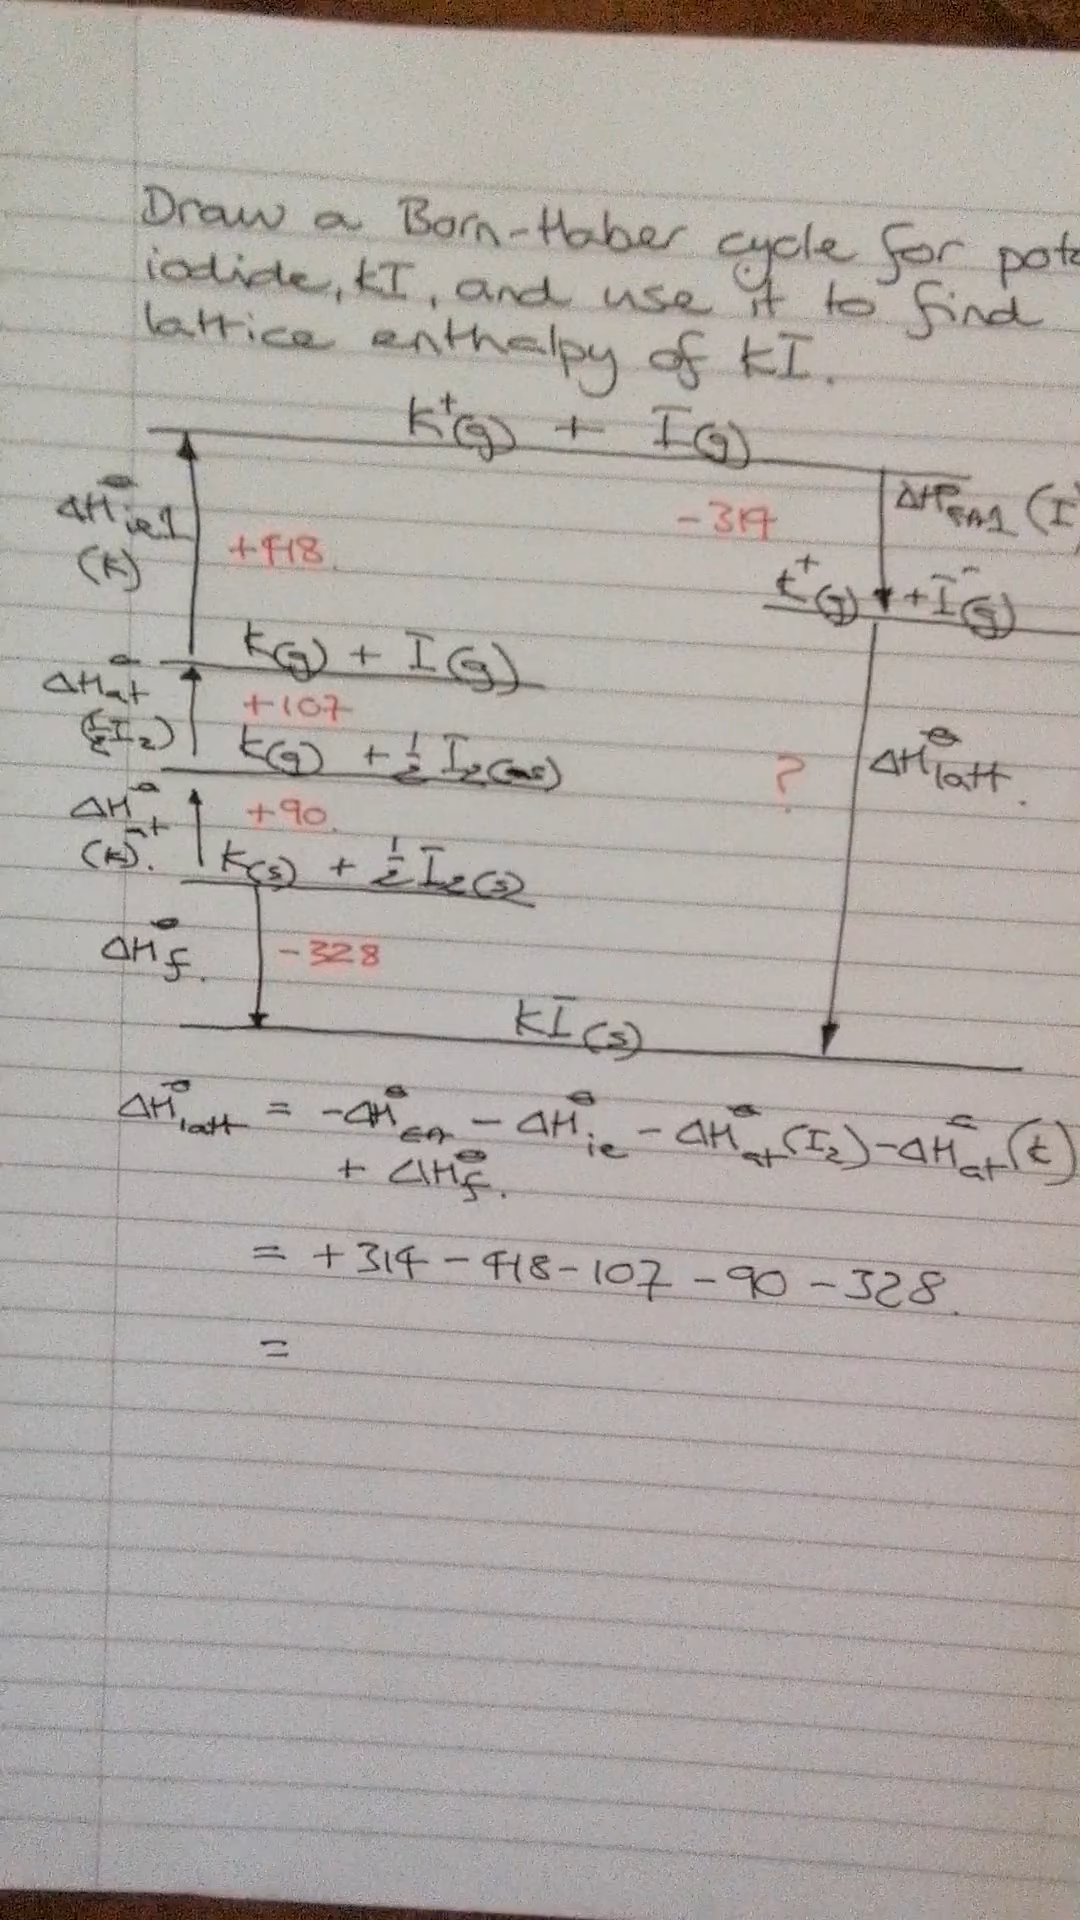 Draw a Born-Haber cycle for
iodide, KI, and use it to find
lattice enthalpy of KI.
K⁺(g) + I(g)
ΔH°ie1
(K)
+418.
-314
ΔH°EA1 (I
K⁺(g) + I⁻(g)
K(g) + I(g)
ΔH°at
(½I₂)
+107
K(g) + ½ I₂(s)
?
ΔH°latt.
ΔH°at
(K).
+90.
K(s) + ½ I₂(s)
ΔH°f.
-328
KI(s)
ΔH°latt = -ΔH°EA - ΔH°ie - ΔH°at(I₂) - ΔH°at(K)
+ ΔH°f.
= +314 - 418 - 107 - 90 - 328.
=